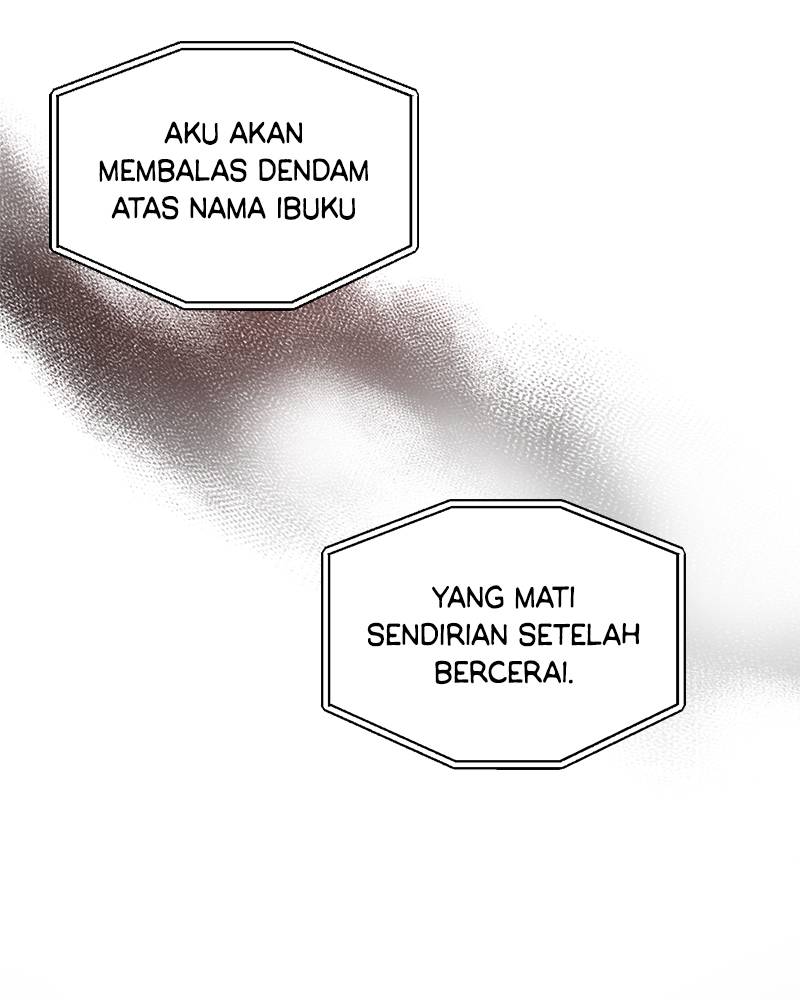 AKU AKAN
MEMBALAS DENDAM
ATAS NAMA IBUKU
YANG MATI
SENDIRIAN SETELAH
BERCERAI.